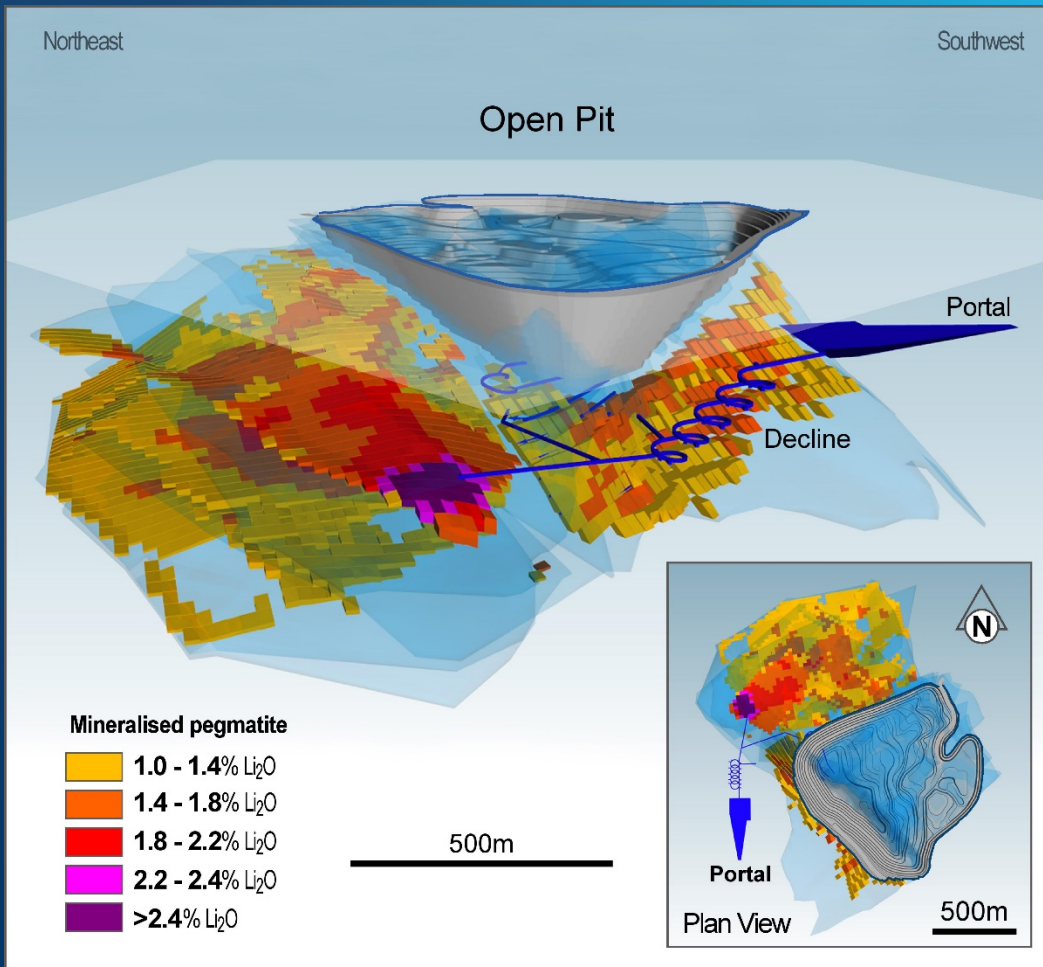 Northeast
Southwest
Open Pit
Portal
Decline
Mineralised pegmatite
1.0 - 1.4% Li₂O
1.4 - 1.8% Li₂O
1.8 - 2.2% Li₂O
2.2 - 2.4% Li₂O
>2.4% Li₂O
500m
N
Portal
Plan View
500m